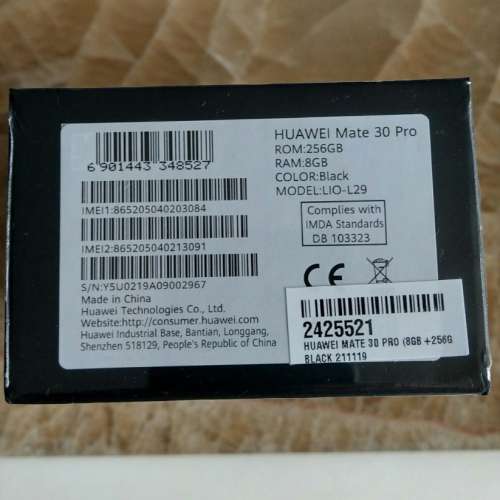 HUAWEI Mate 30 Pro
ROM:256GB
RAM:8GB
COLOR:Black
MODEL:LIO-L29
6 901443 348527
IMEI1:865205040203084
IMEI2:865205040213091
S/N:Y5U0219A09002967
Made in China
Huawei Technologies Co., Ltd.
Website:http://consumer.huawei.com
Huawei Industrial Base, Bantian, Longgang,
Shenzhen 518129, People's Republic of China
Complies with
IMDA Standards
DB 103323
CE
2425521
HUAWEI MATE 30 PRO (8GB +256G
BLACK 211119